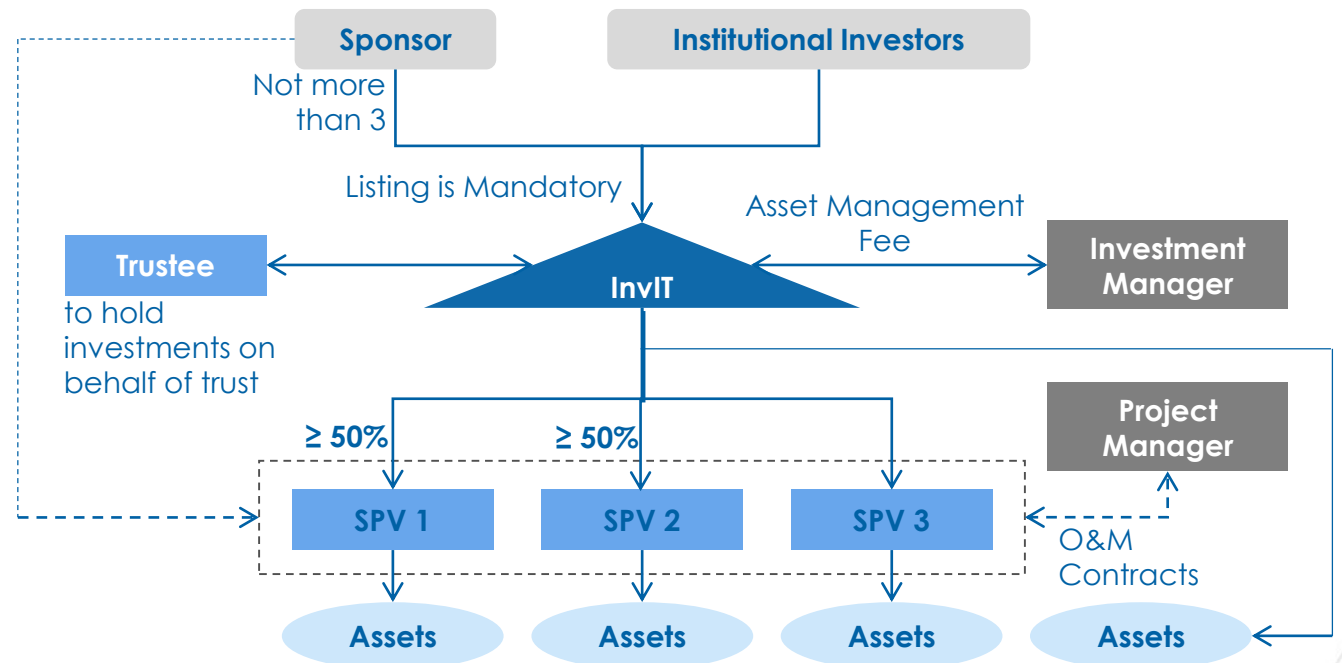 Sponsor
Institutional Investors
Not more
than 3
Listing is Mandatory
Asset Management
Fee
Trustee
InvIT
Investment
Manager
to hold
investments on
behalf of trust
Project
Manager
≥ 50%
≥ 50%
SPV 1
SPV 2
SPV 3
O&M
Contracts
Assets
Assets
Assets
Assets